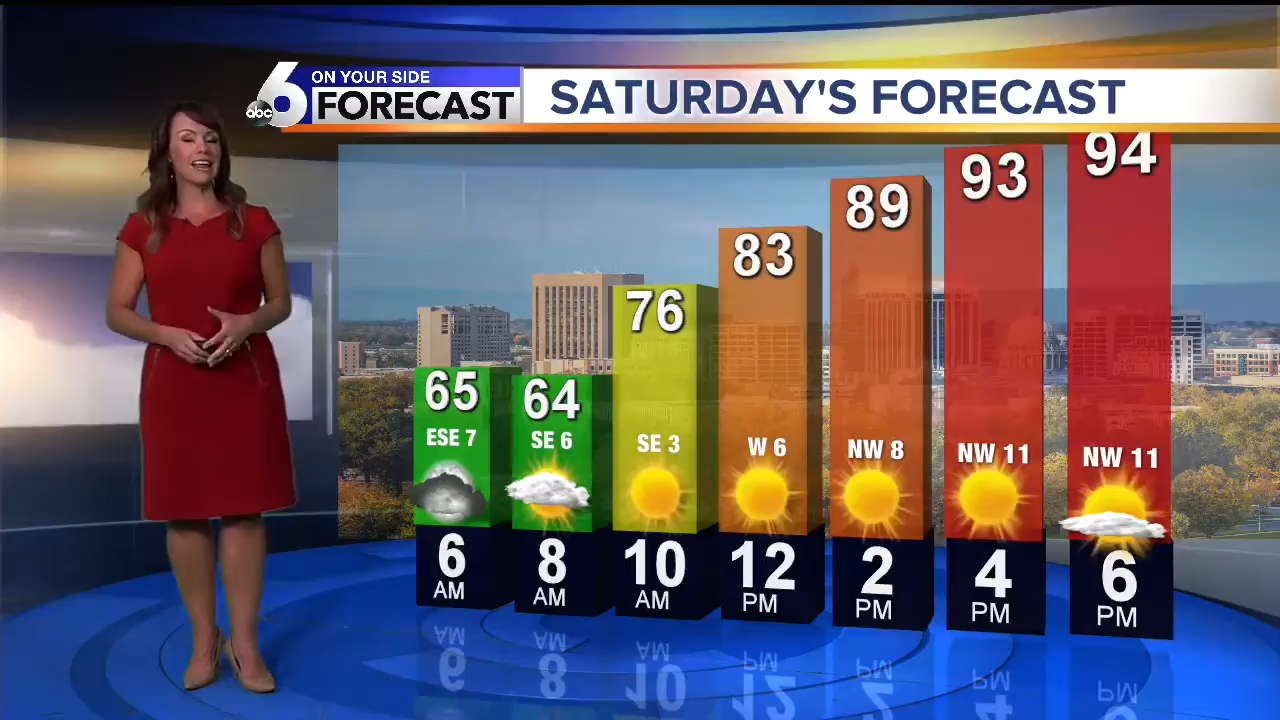 abc 6
ON YOUR SIDE
FORECAST
SATURDAY'S FORECAST
65
64
76
83
89
93
94
ESE 7
SE 6
SE 3
W 6
NW 8
NW 11
NW 11
6 AM
8 AM
10 AM
12 PM
2 PM
4 PM
6 PM